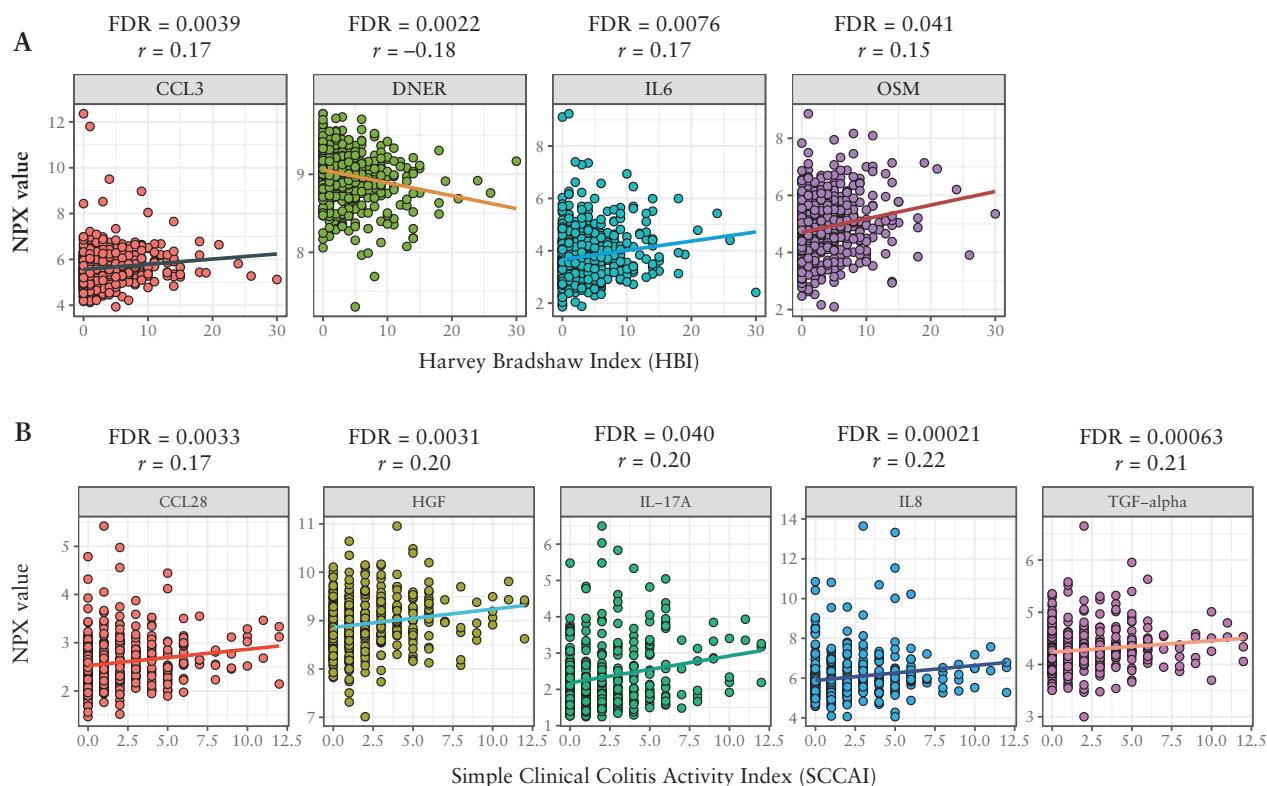 A
FDR = 0.0039 FDR = 0.0022 FDR = 0.0076 FDR = 0.041
r = 0.17 r = –0.18 r = 0.17 r = 0.15
CCL3 DNER IL6 OSM
NPX value
12
10
8
6
4
9
8
8
6
4
2
8
6
4
2
0 10 20 30 0 10 20 30 0 10 20 30 0 10 20 30
Harvey Bradshaw Index (HBI)
B
FDR = 0.0033 FDR = 0.0031 FDR = 0.040 FDR = 0.00021 FDR = 0.00063
r = 0.17 r = 0.20 r = 0.20 r = 0.22 r = 0.21
CCL28 HGF IL–17A IL8 TGF–alpha
NPX value
5
4
3
2
11
10
9
8
7
6
5
4
3
2
1
14
12
10
8
6
4
6
5
4
3
0.0 2.5 5.0 7.5 10.0 12.5 0.0 2.5 5.0 7.5 10.0 12.5 0.0 2.5 5.0 7.5 10.0 12.5 0.0 2.5 5.0 7.5 10.0 12.5 0.0 2.5 5.0 7.5 10.0 12.5
Simple Clinical Colitis Activity Index (SCCAI)